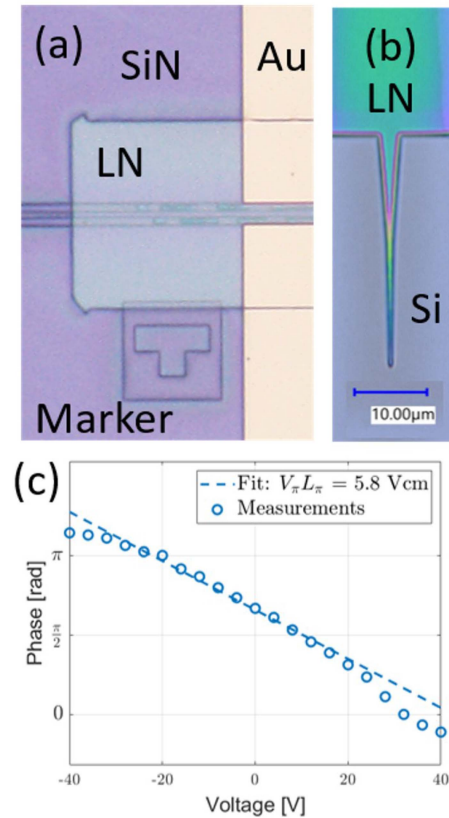 (a)
SiN
Au
LN
Marker
(b)
LN
Si
10.00μm
(c)
Fit: VπLπ = 5.8 Vcm
Measurements
Phase [rad]
π
π/2
0
-40
-20
0
20
40
Voltage [V]